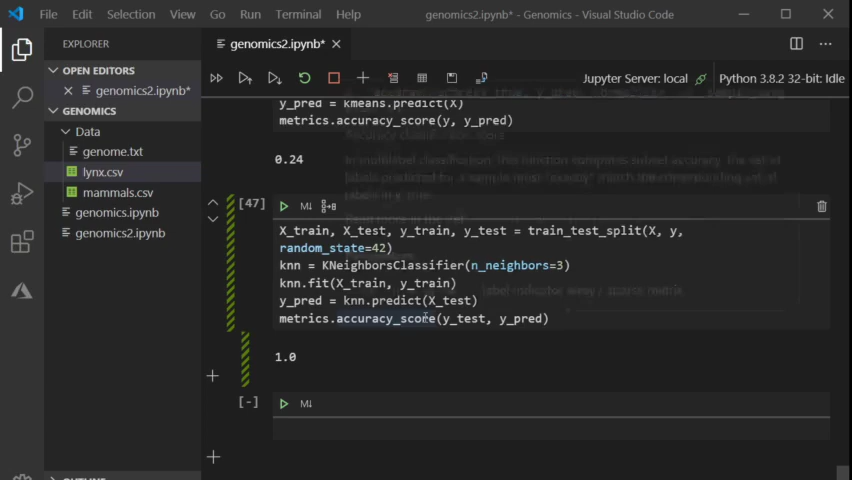 File Edit Selection View Go Run Terminal Help genomics2.ipynb* - Genomics - Visual Studio Code
EXPLORER
genomics2.ipynb*
OPEN EDITORS
genomics2.ipynb*
Jupyter Server: local
Python 3.8.2 32-bit: Idle
GENOMICS
Data
genome.txt
lynx.csv
mammals.csv
genomics.ipynb
genomics2.ipynb
OUTLINE
y_pred = kmeans.predict(X)
metrics.accuracy_score(y, y_pred)
0.24
[47]
M↓
X_train, X_test, y_train, y_test = train_test_split(X, y,
random_state=42)
knn = KNeighborsClassifier(n_neighbors=3)
knn.fit(X_train, y_train)
y_pred = knn.predict(X_test)
metrics.accuracy_score(y_test, y_pred)
1.0
[-]
M↓